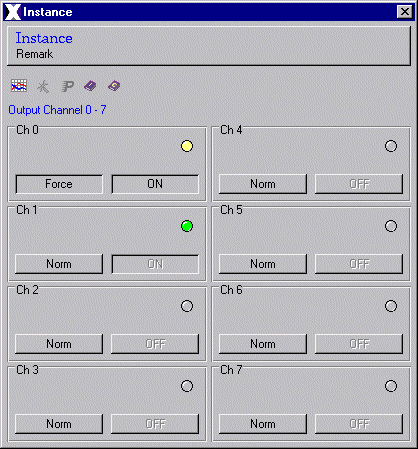 Instance
Instance
Remark
Output Channel 0 - 7
Ch 0
Force ON
Ch 1
Norm ON
Ch 2
Norm OFF
Ch 3
Norm OFF
Ch 4
Norm OFF
Ch 5
Norm OFF
Ch 6
Norm OFF
Ch 7
Norm OFF